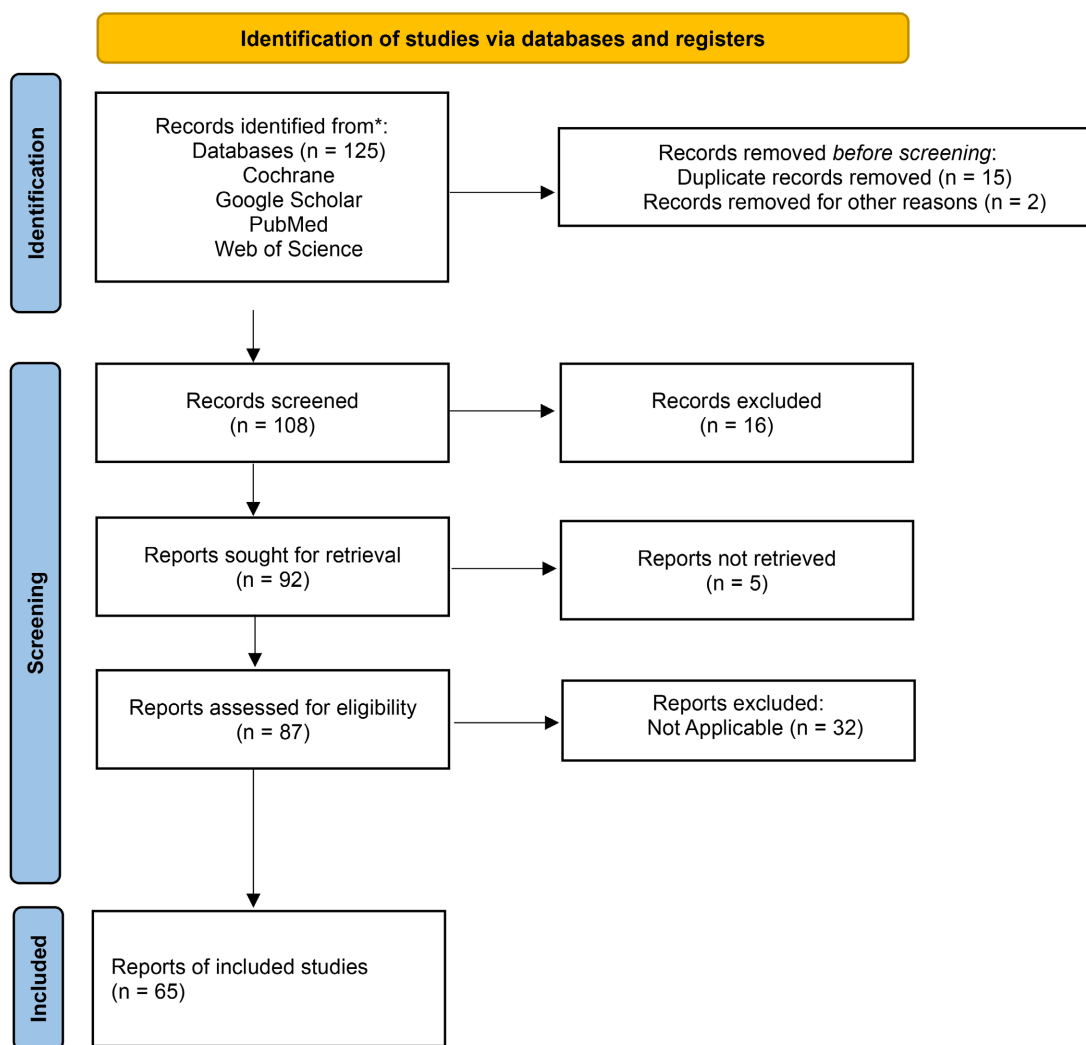 Identification of studies via databases and registers
Identification
Records identified from*:
Databases (n = 125)
Cochrane
Google Scholar
PubMed
Web of Science
Records removed before screening:
Duplicate records removed (n = 15)
Records removed for other reasons (n = 2)
Screening
Records screened
(n = 108)
Records excluded
(n = 16)
Reports sought for retrieval
(n = 92)
Reports not retrieved
(n = 5)
Reports assessed for eligibility
(n = 87)
Reports excluded:
Not Applicable (n = 32)
Included
Reports of included studies
(n = 65)